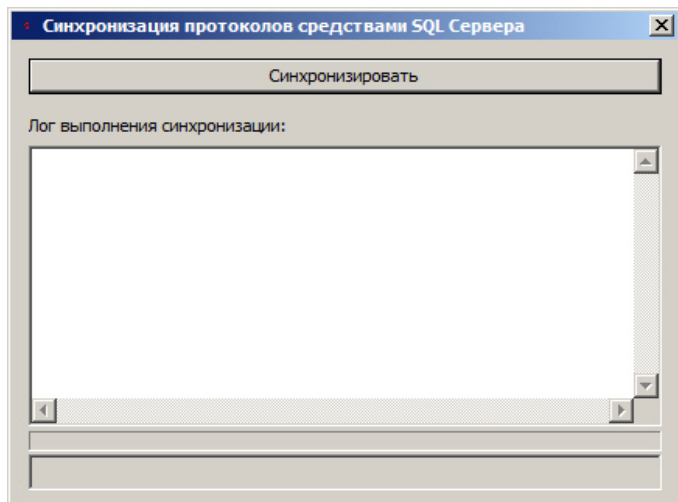 Синхронизация протоколов средствами SQL Сервера
Синхронизировать
Лог выполнения синхронизации: